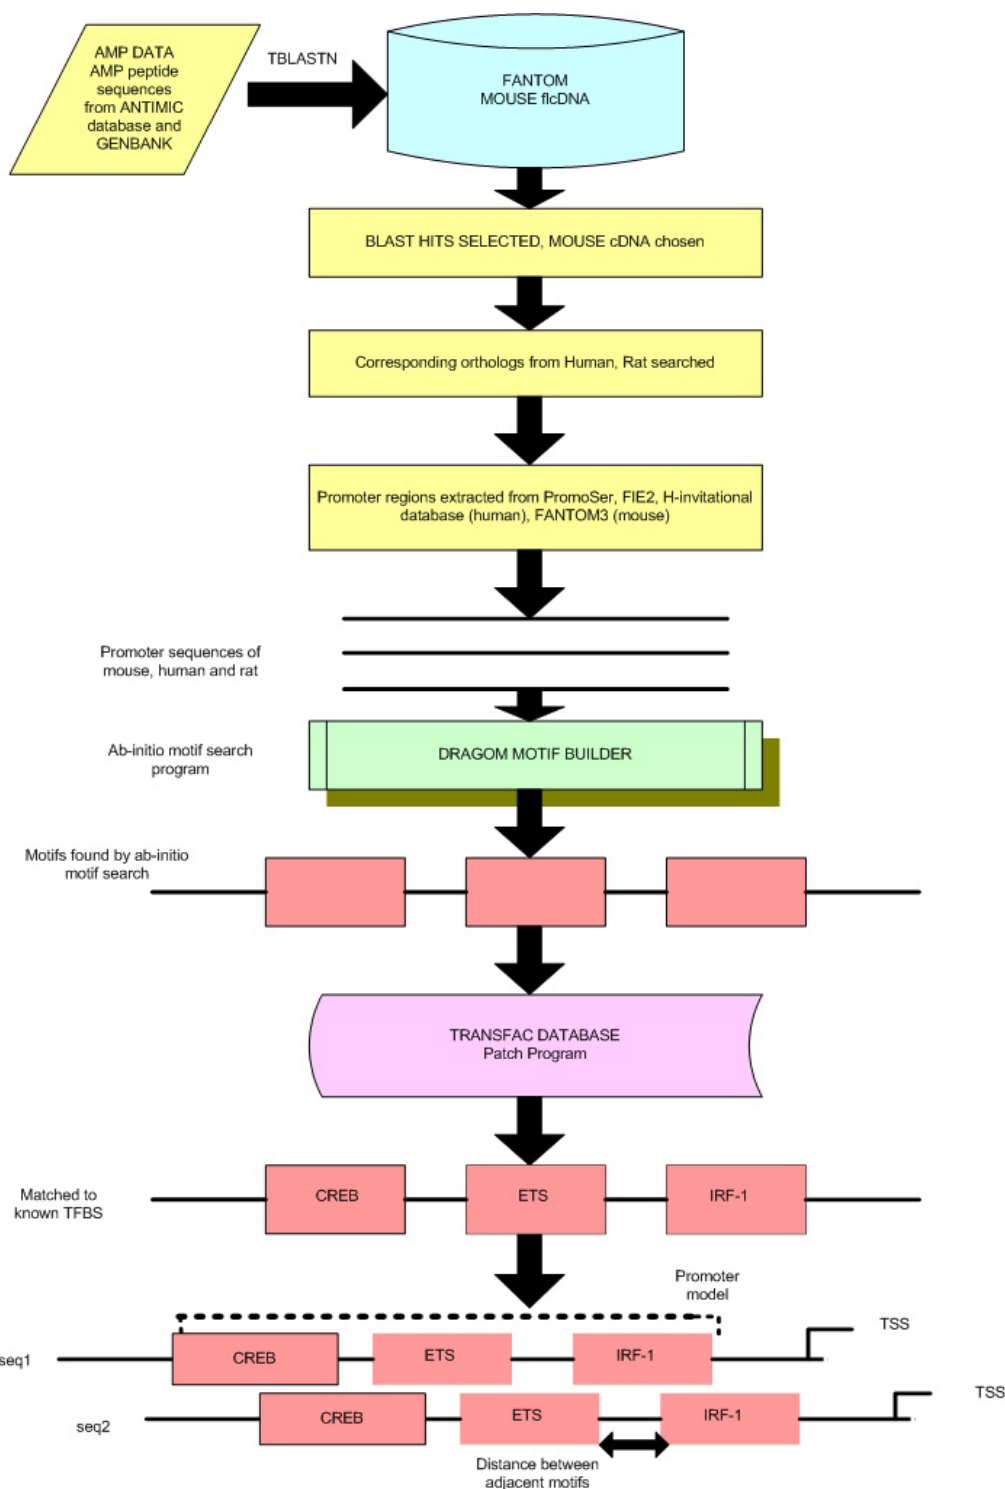 AMP DATA
AMP peptide
sequences
from ANTIMIC
database and
GENBANK
TBLASTN
FANTOM
MOUSE flcDNA
BLAST HITS SELECTED, MOUSE cDNA chosen
Corresponding orthologs from Human, Rat searched
Promoter regions extracted from PromoSer, FIE2, H-invitational
database (human), FANTOM3 (mouse)
Promoter sequences of
mouse, human and rat
Ab-initio motif search
program
DRAGOM MOTIF BUILDER
Motifs found by ab-initio
motif search
TRANSFAC DATABASE
Patch Program
Matched to
known TFBS
CREB
ETS
IRF-1
Promoter
model
seq1
CREB
ETS
IRF-1
TSS
seq2
CREB
ETS
IRF-1
TSS
Distance between
adjacent motifs